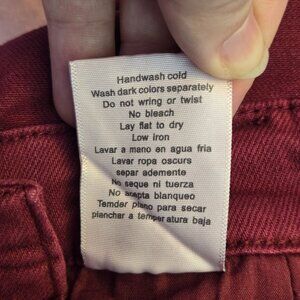 Handwash cold
Wash dark colors separately
Do not wring or twist
No bleach
Lay flat to dry
Low iron
Lavar a mano en agua fria
Lavar ropa oscurs
separ ademente
No seque ni tuerza
No acepta blanqueo
Tender plano para secar
planchar a temperatura baja